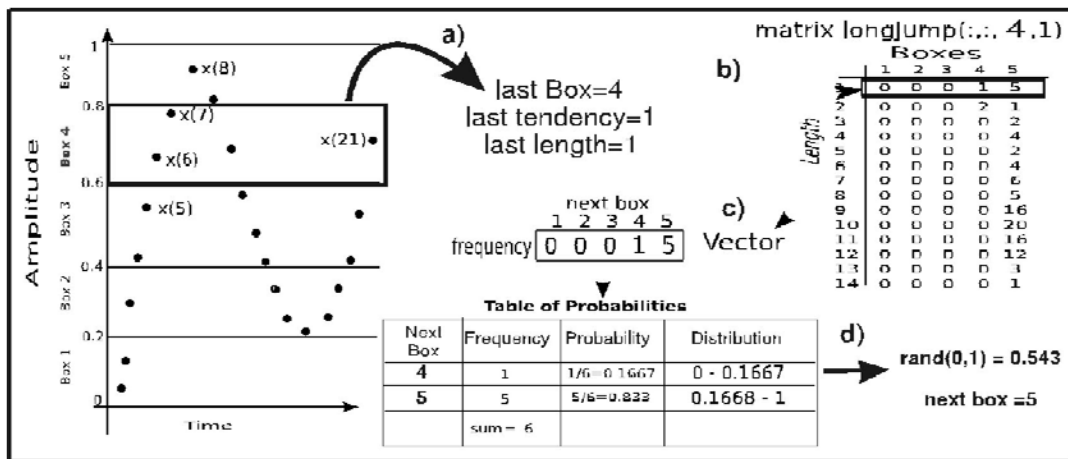 Amplitude
1
0.8
0.6
0.4
0.2
0
Box 5
Box 4
Box 3
Box 2
Box 1
x(8)
x(7)
x(6)
x(21)
x(5)
Time
a)
last Box=4
last tendency=1
last length=1
matrix longJump(:,:, 4 ,1)
b)
Boxes
1 2 3 4 5
Length
1 0 0 0 1 5
2 0 0 0 2 1
3 0 0 0 0 2
4 0 0 0 0 4
5 0 0 0 0 2
6 0 0 0 0 4
7 0 0 0 0 6
8 0 0 0 0 5
9 0 0 0 0 16
10 0 0 0 0 20
11 0 0 0 0 16
12 0 0 0 0 12
13 0 0 0 0 3
14 0 0 0 0 1
c)
Vector
next box
1 2 3 4 5
frequency 0 0 0 1 5
Table of Probabilities
Next Box Frequency Probability Distribution
4 1 1/6=0.1667 0 - 0.1667
5 5 5/6=0.833 0.1668 - 1
sum = 6
d)
rand(0,1) = 0.543
next box =5